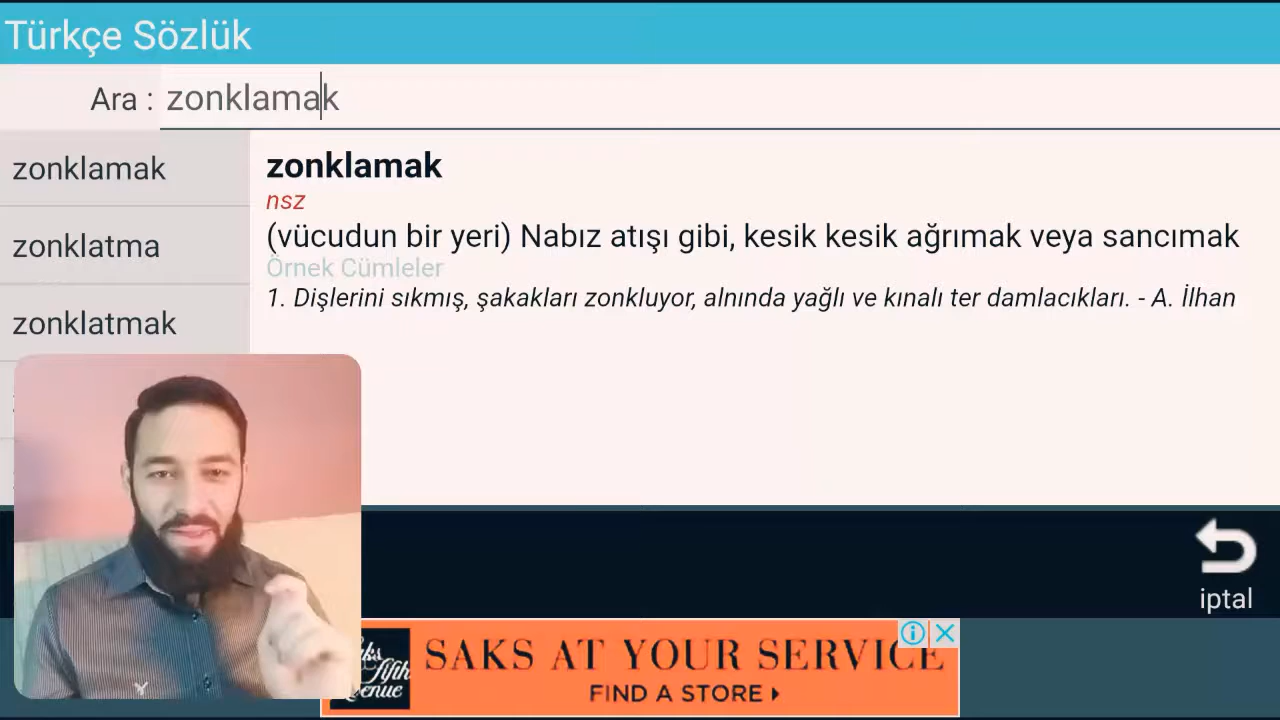 Türkçe Sözlük
Ara : zonklamak
zonklamak
zonklatma
zonklatmak
zonklamak
nsz
(vücudun bir yeri) Nabız atışı gibi, kesik kesik ağrımak veya sancımak
Örnek Cümleler
1. Dişlerini sıkmış, şakakları zonkluyor, alnında yağlı ve kınalı ter damlacıkları. - A. İlhan
iptal
SAKS AT YOUR SERVICE
FIND A STORE